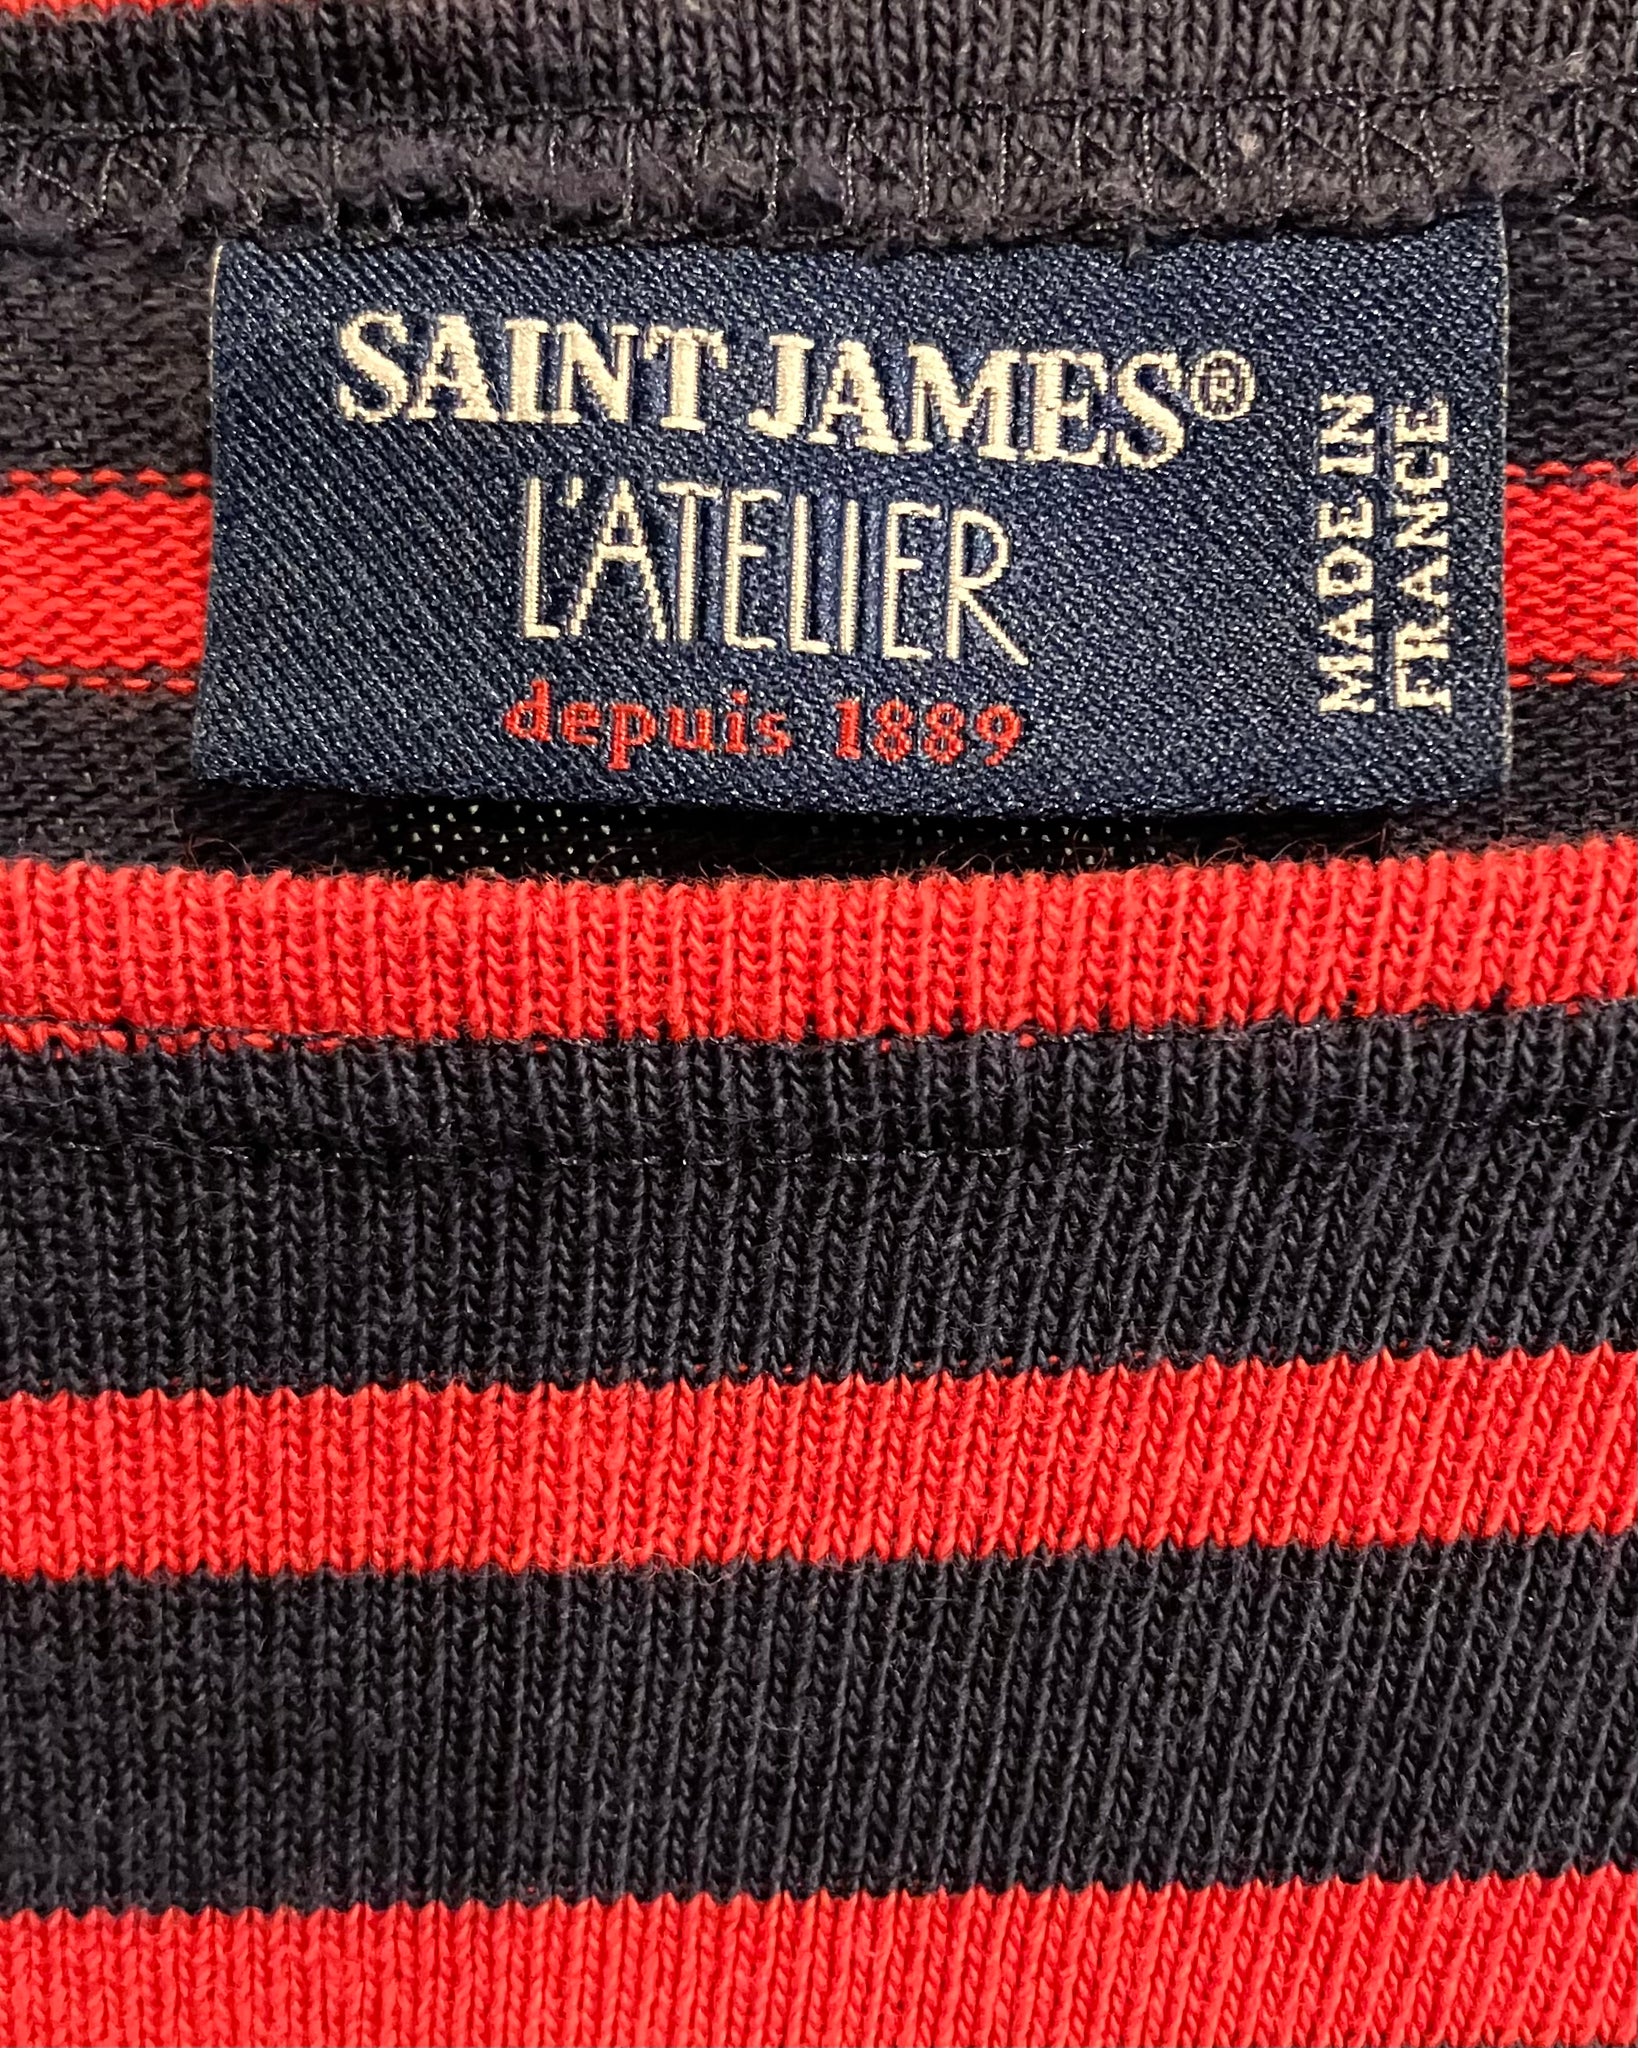 SAINT JAMES®
L'ATELIER
depuis 1889
MADE IN
FRANCE